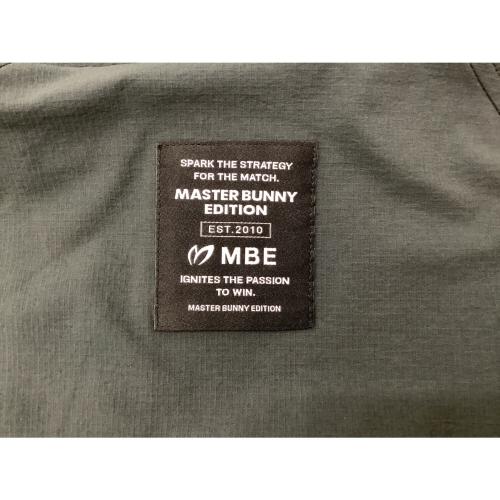 SPARK THE STRATEGY
FOR THE MATCH.
MASTER BUNNY
EDITION
EST.2010
MBE
IGNITES THE PASSION
TO WIN.
MASTER BUNNY EDITION